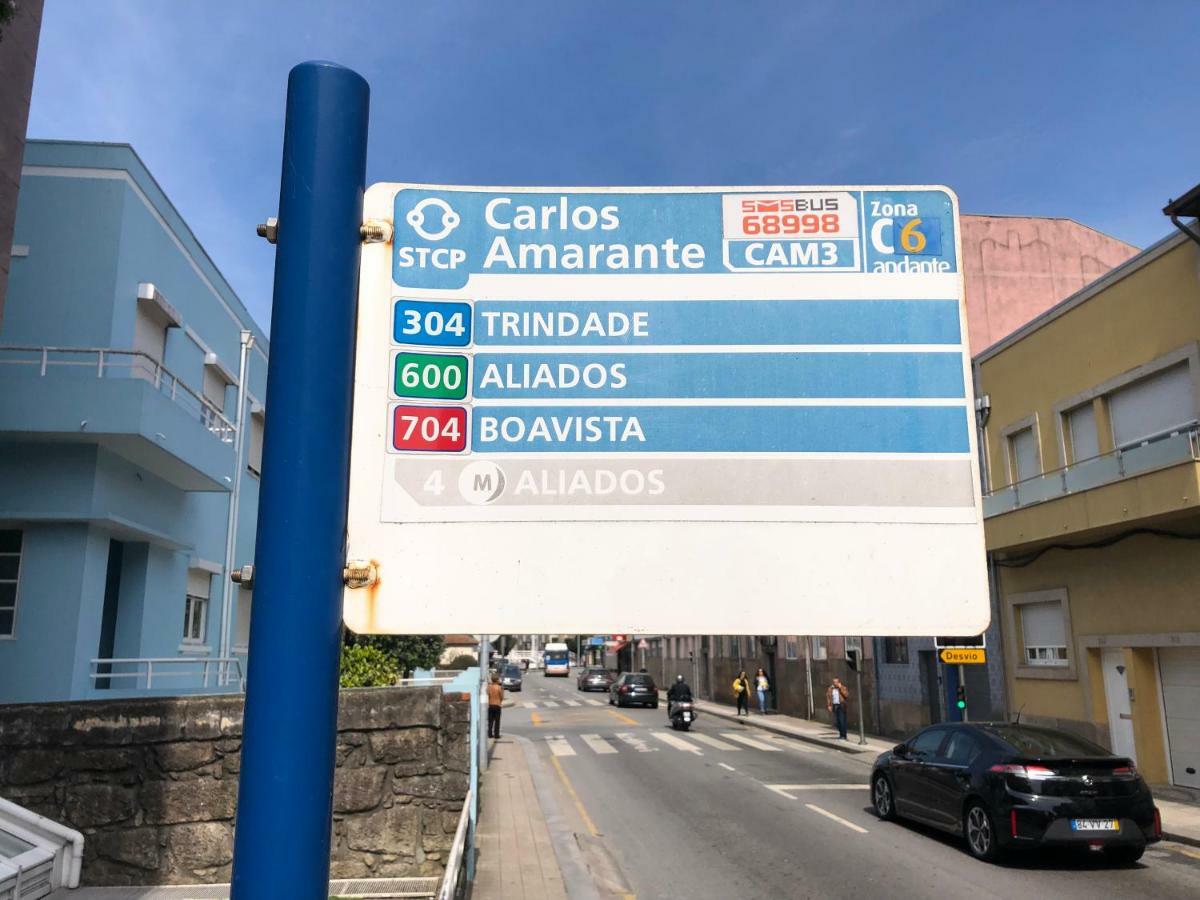 STCP
Carlos
Amarante
SMSBUS
68998
CAM3
Zona
C6
andante
304 TRINDADE
600 ALIADOS
704 BOAVISTA
4 M ALIADOS
Desvio